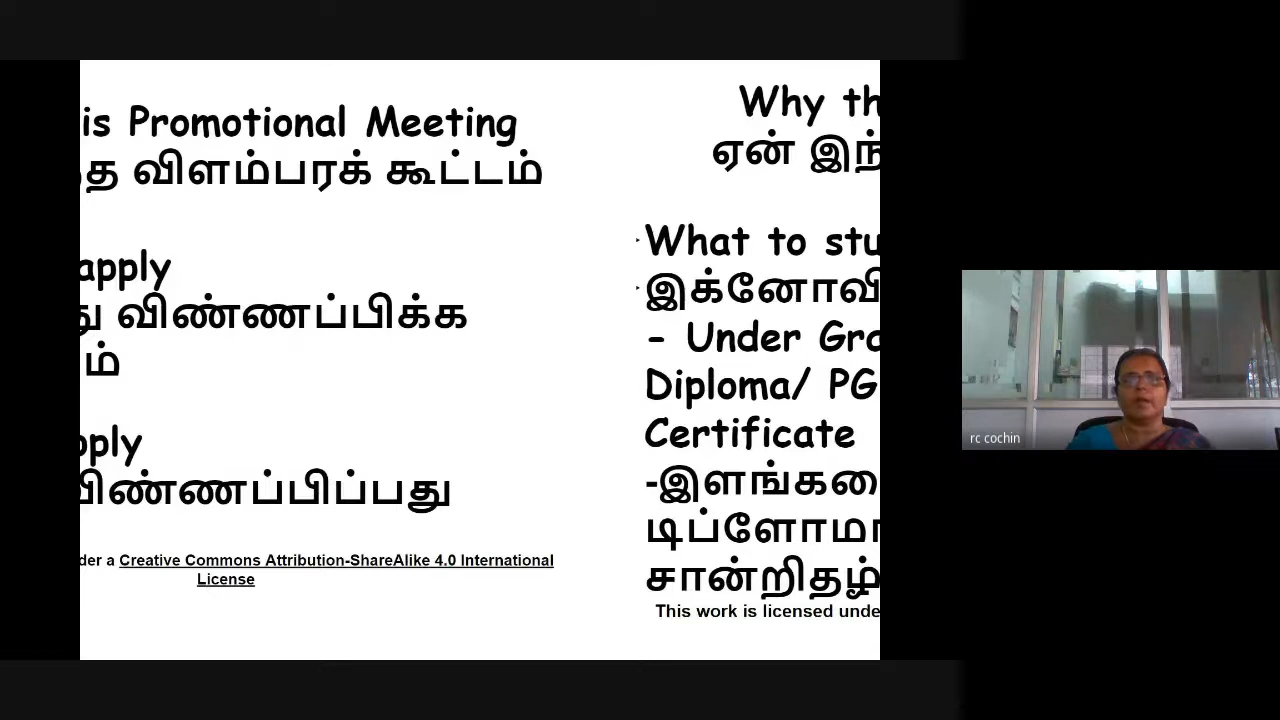 is Promotional Meeting
த விளம்பரக் கூட்டம்
apply
து விண்ணப்பிக்க
ம்
pply
விண்ணப்பிப்பது
der a Creative Commons Attribution-ShareAlike 4.0 International
License
Why th
ஏன் இந்
What to stu
இக்னோவி
- Under Gra
Diploma/ PG
Certificate
-இளங்கலை
டிப்ளோமா
சான்றிதழ்
This work is licensed unde
rc cochin